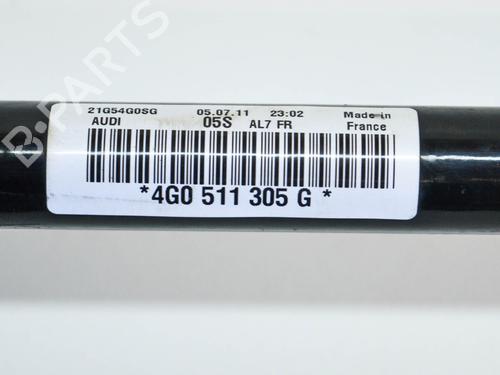 B-PARTS
21G54G0SG 05.07.11 23:02 Made in
AUDI 05S AL7 FR France
*4G0 511 305 G *